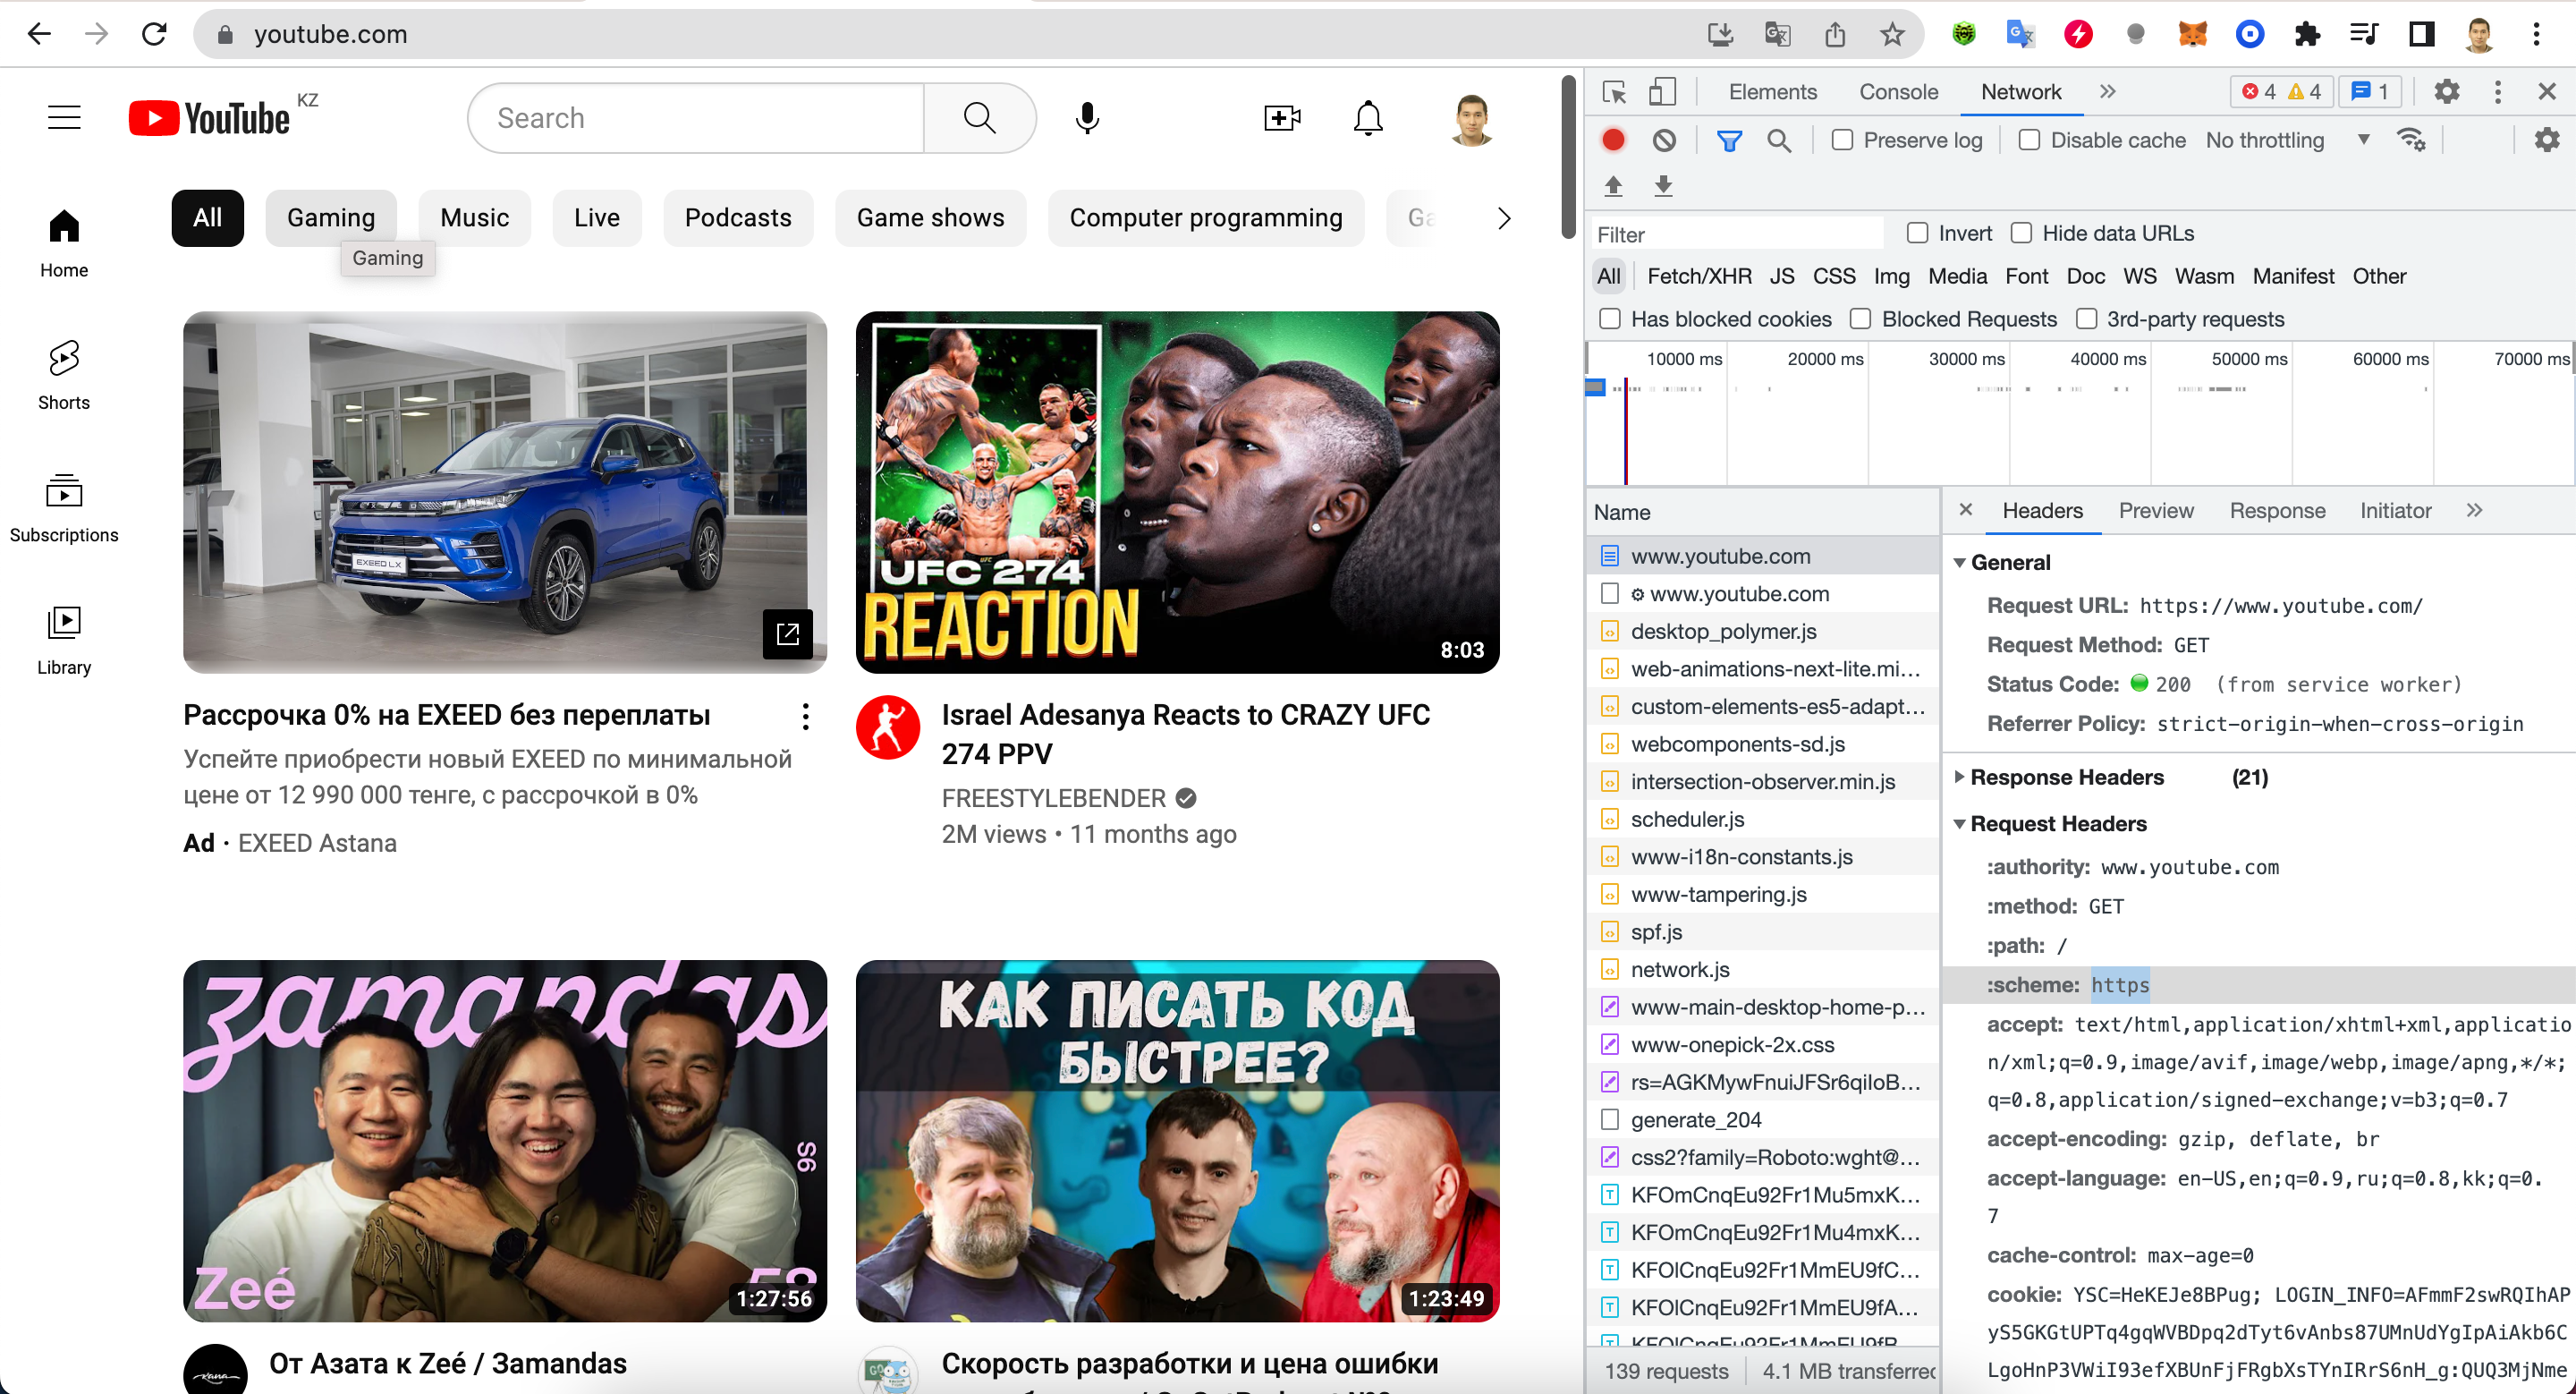 youtube.com
YouTube KZ
Search
All
Gaming
Music
Live
Podcasts
Game shows
Computer programming
Gaming
Home
Shorts
Subscriptions
Library
EXEED LX
Рассрочка 0% на EXEED без переплаты
Успейте приобрести новый EXEED по минимальной
цене от 12 990 000 тенге, с рассрочкой в 0%
Ad · EXEED Astana
UFC 274
REACTION
8:03
Israel Adesanya Reacts to CRAZY UFC
274 PPV
FREESTYLEBENDER
2M views • 11 months ago
zamandas
Zeé
58
1:27:56
От Азата к Zeé / Zamandas
КАК ПИСАТЬ КОД
БЫСТРЕЕ?
1:23:49
Скорость разработки и цена ошибки
Elements
Console
Network
4
4
1
Preserve log
Disable cache
No throttling
Filter
Invert
Hide data URLs
All
Fetch/XHR
JS
CSS
Img
Media
Font
Doc
WS
Wasm
Manifest
Other
Has blocked cookies
Blocked Requests
3rd-party requests
10000 ms
20000 ms
30000 ms
40000 ms
50000 ms
60000 ms
70000 ms
Name
www.youtube.com
www.youtube.com
desktop_polymer.js
web-animations-next-lite.mi…
custom-elements-es5-adapt…
webcomponents-sd.js
intersection-observer.min.js
scheduler.js
www-i18n-constants.js
www-tampering.js
spf.js
network.js
www-main-desktop-home-p…
www-onepick-2x.css
rs=AGKMywFnuiJFSr6qiIoB…
generate_204
css2?family=Roboto:wght@…
KFOmCnqEu92Fr1Mu5mxK…
KFOmCnqEu92Fr1Mu4mxK…
KFOlCnqEu92Fr1MmEU9fC…
KFOlCnqEu92Fr1MmEU9fA…
139 requests
4.1 MB transferred
Headers
Preview
Response
Initiator
General
Request URL: https://www.youtube.com/
Request Method: GET
Status Code: 200 (from service worker)
Referrer Policy: strict-origin-when-cross-origin
Response Headers (21)
Request Headers
:authority: www.youtube.com
:method: GET
:path: /
:scheme: https
accept: text/html,application/xhtml+xml,applicatio
n/xml;q=0.9,image/avif,image/webp,image/apng,*/*;
q=0.8,application/signed-exchange;v=b3;q=0.7
accept-encoding: gzip, deflate, br
accept-language: en-US,en;q=0.9,ru;q=0.8,kk;q=0.
7
cache-control: max-age=0
cookie: YSC=HeKEJe8BPug; LOGIN_INFO=AFmmF2swRQIhAP
yS5GKGtUPTq4gqWVBDpq2dTyt6vAnbs87UMnUdYgIpAiAkb6C
LgoHnP3VWiI93efXBUnFjFRgbXsTYnIRrS6nH_g:QUQ3MjNme